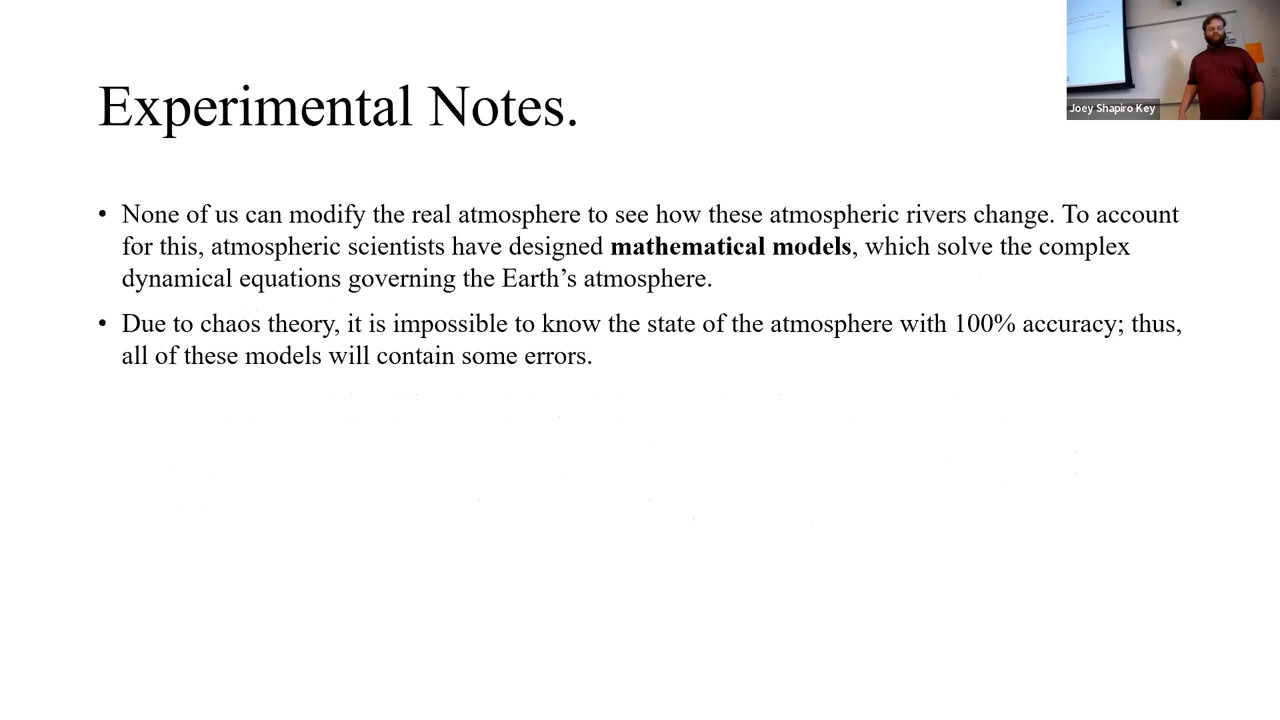 Experimental Notes.
• None of us can modify the real atmosphere to see how these atmospheric rivers change. To account
for this, atmospheric scientists have designed mathematical models, which solve the complex
dynamical equations governing the Earth’s atmosphere.
• Due to chaos theory, it is impossible to know the state of the atmosphere with 100% accuracy; thus,
all of these models will contain some errors.
Joey Shapiro Key